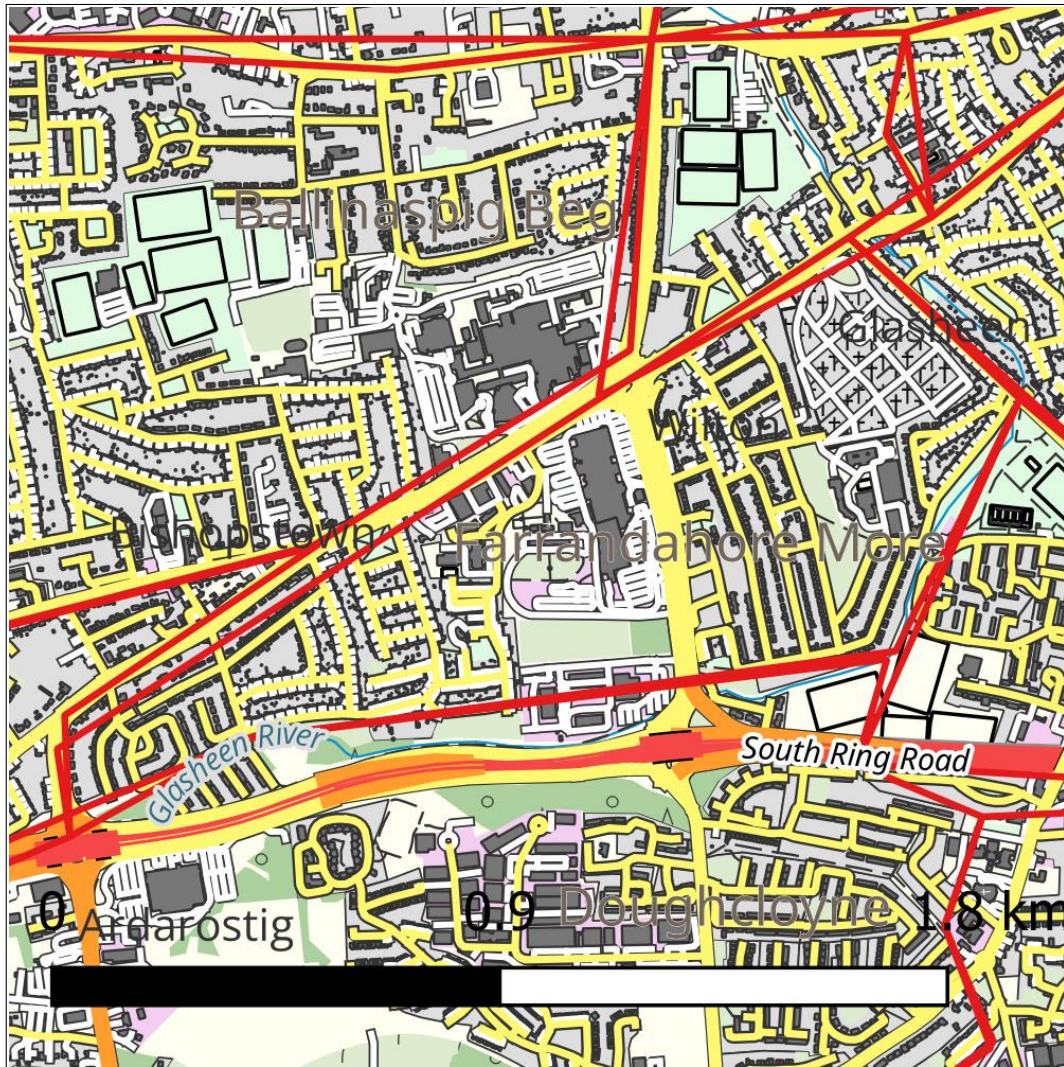 Ballinaspig Beg
Glasheen
Wilton
Bishopstown
Farrandahore More
Glasheen River
South Ring Road
0
0.9
1.8 km
Doughcloyne
Ardarostig